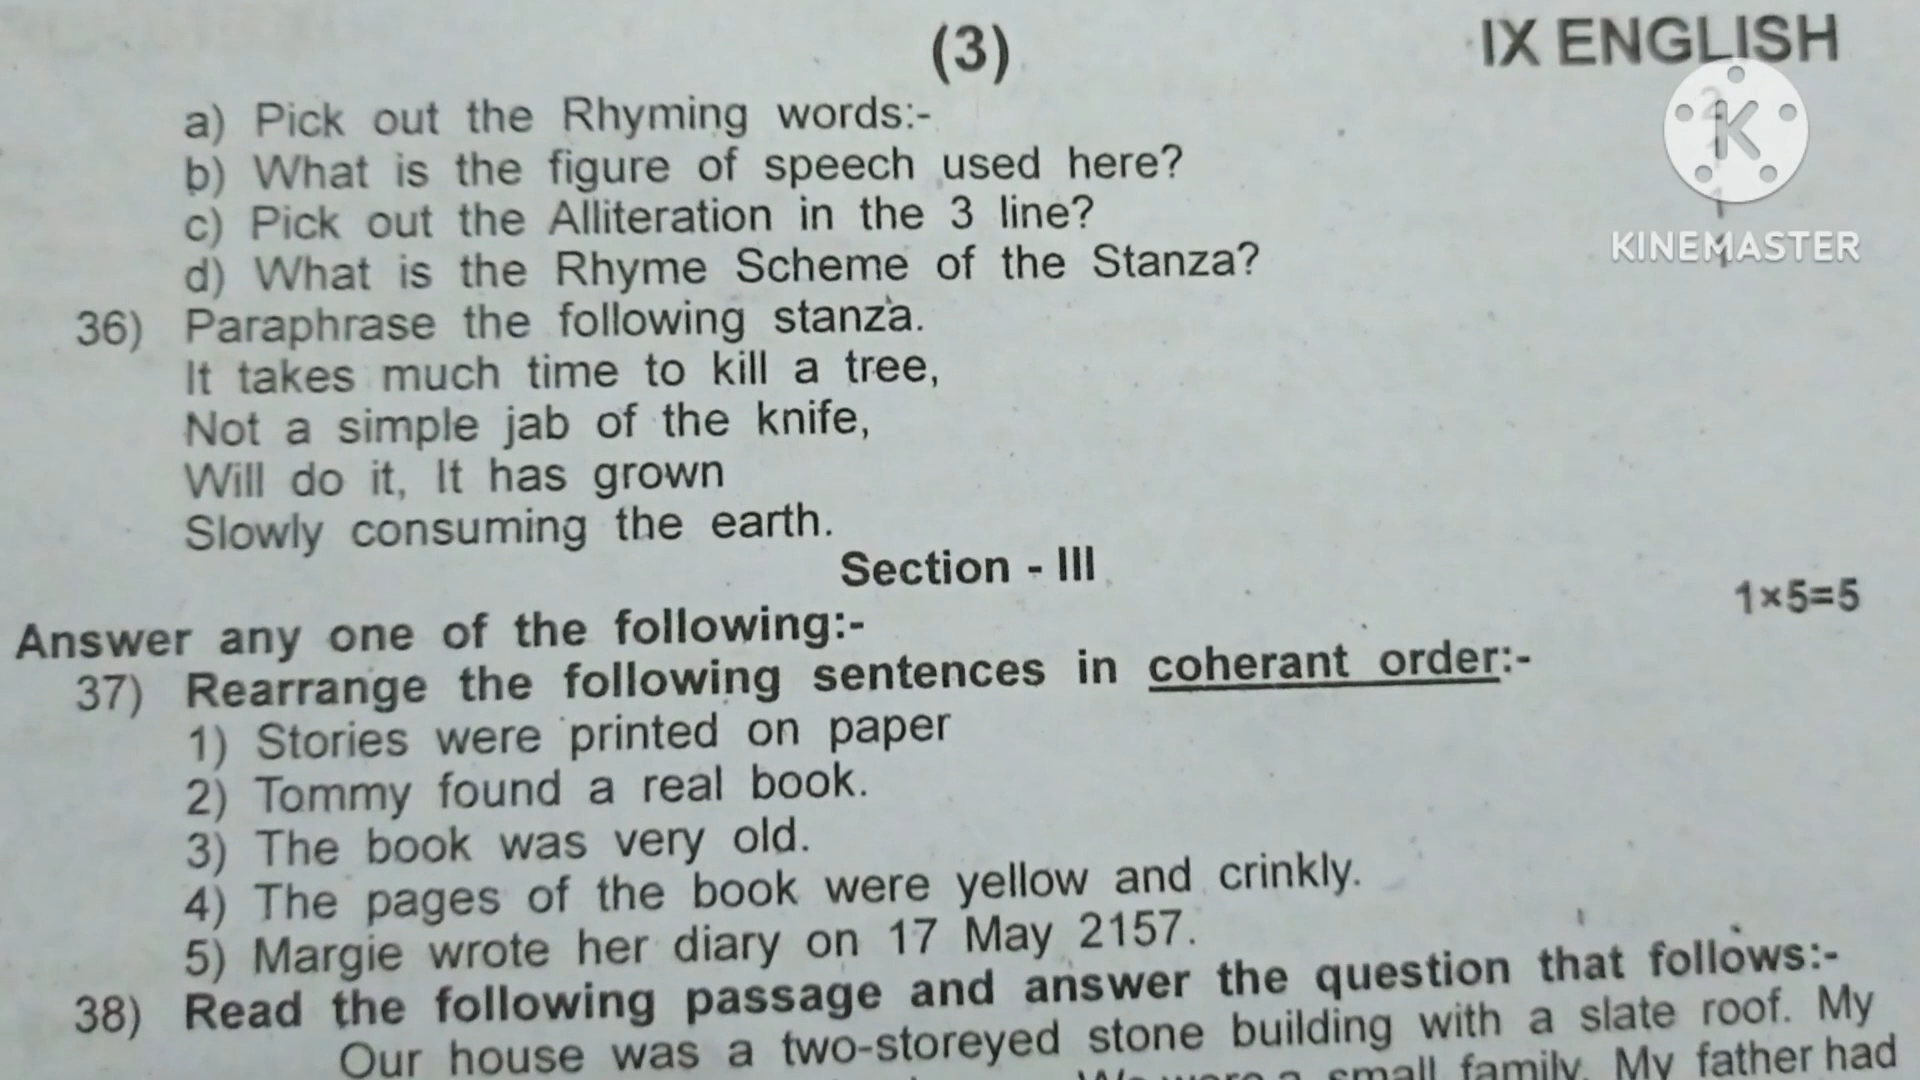 (3)
IX ENGLISH
a) Pick out the Rhyming words:-
b) What is the figure of speech used here?
c) Pick out the Alliteration in the 3 line?
d) What is the Rhyme Scheme of the Stanza?
K
KINEMASTER
36) Paraphrase the following stanza.
It takes much time to kill a tree,
Not a simple jab of the knife,
Will do it, It has grown
Slowly consuming the earth.
Section - III
1×5=5
Answer any one of the following:-
37) Rearrange the following sentences in coherant order:-
1) Stories were printed on paper
2) Tommy found a real book.
3) The book was very old.
4) The pages of the book were yellow and crinkly.
5) Margie wrote her diary on 17 May 2157.
38) Read the following passage and answer the question that follows:-
Our house was a two-storeyed stone building with a slate roof. My
We were a small family. My father had